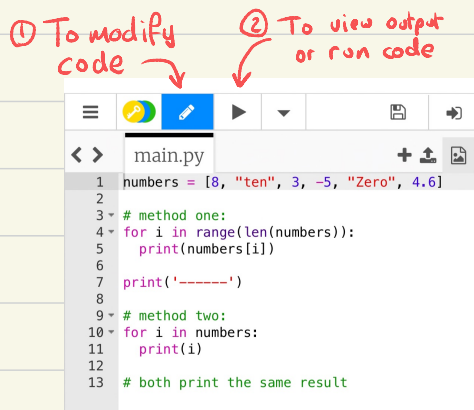 ① To modify
code
② To view output
or run code
main.py
1 numbers = [8, "ten", 3, -5, "Zero", 4.6]
2
3 # method one:
4 for i in range(len(numbers)):
5   print(numbers[i])
6
7 print('------')
8
9 # method two:
10 for i in numbers:
11   print(i)
12
13 # both print the same result